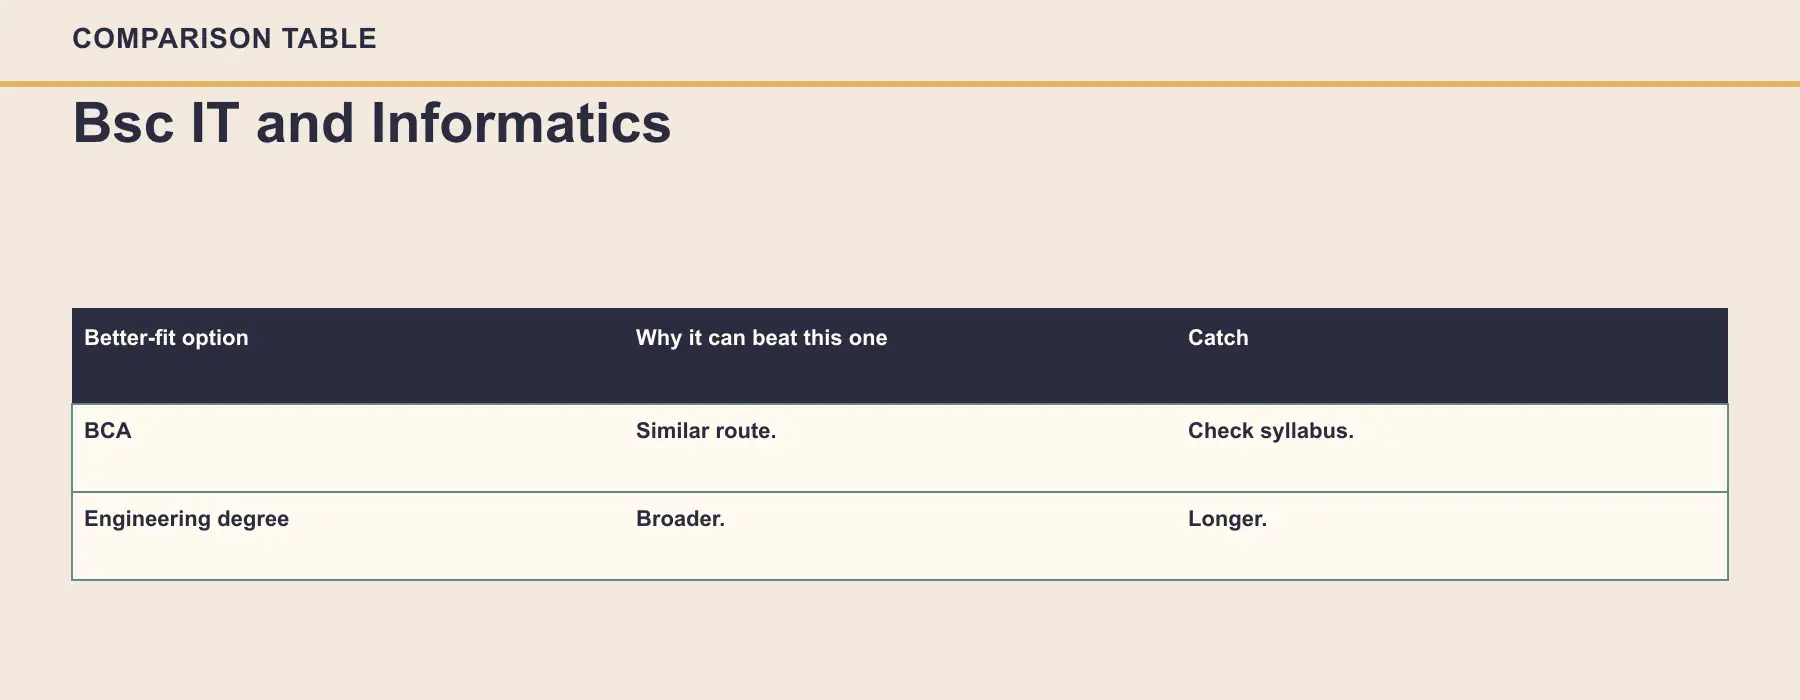 COMPARISON TABLE
Bsc IT and Informatics
Better-fit option Why it can beat this one Catch
BCA Similar route. Check syllabus.
Engineering degree Broader. Longer.